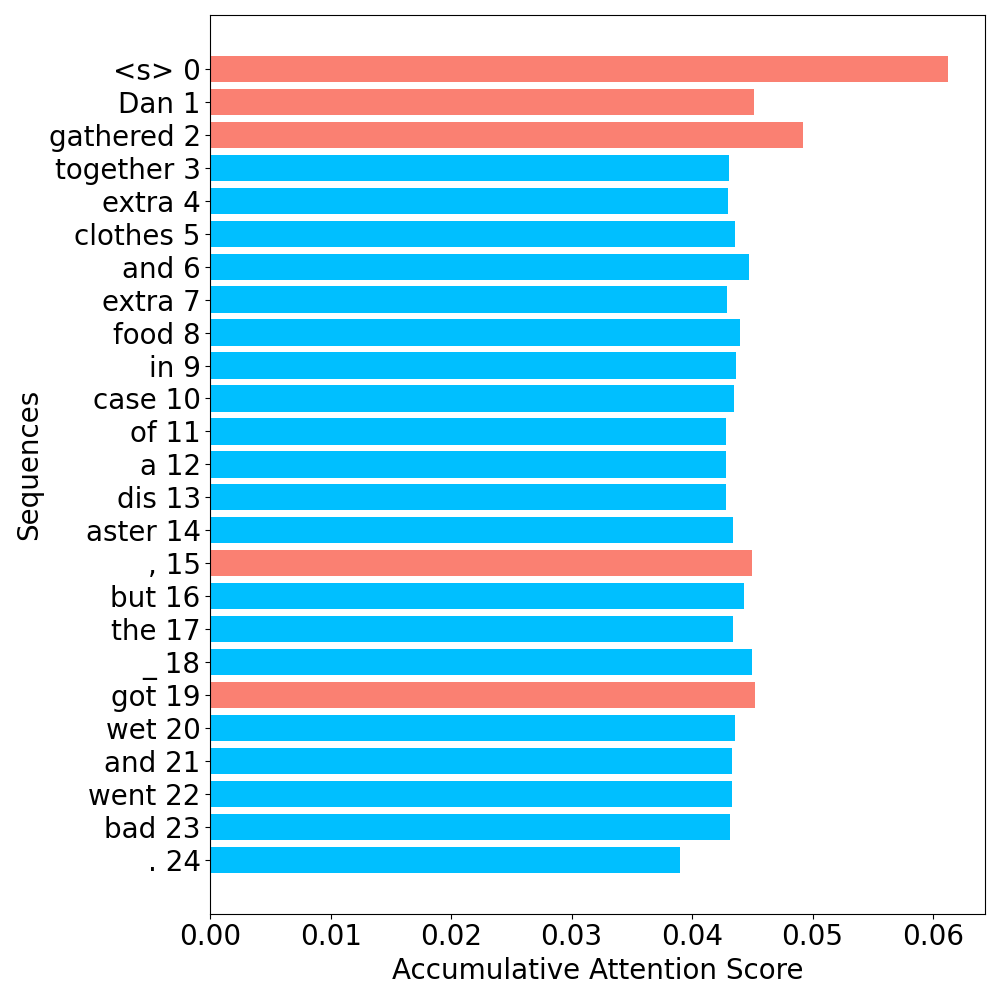 <s> 0
Dan 1
gathered 2
together 3
extra 4
clothes 5
and 6
extra 7
food 8
in 9
case 10
of 11
a 12
dis 13
aster 14
, 15
but 16
the 17
_ 18
got 19
wet 20
and 21
went 22
bad 23
. 24
Sequences
0.00 0.01 0.02 0.03 0.04 0.05 0.06
Accumulative Attention Score